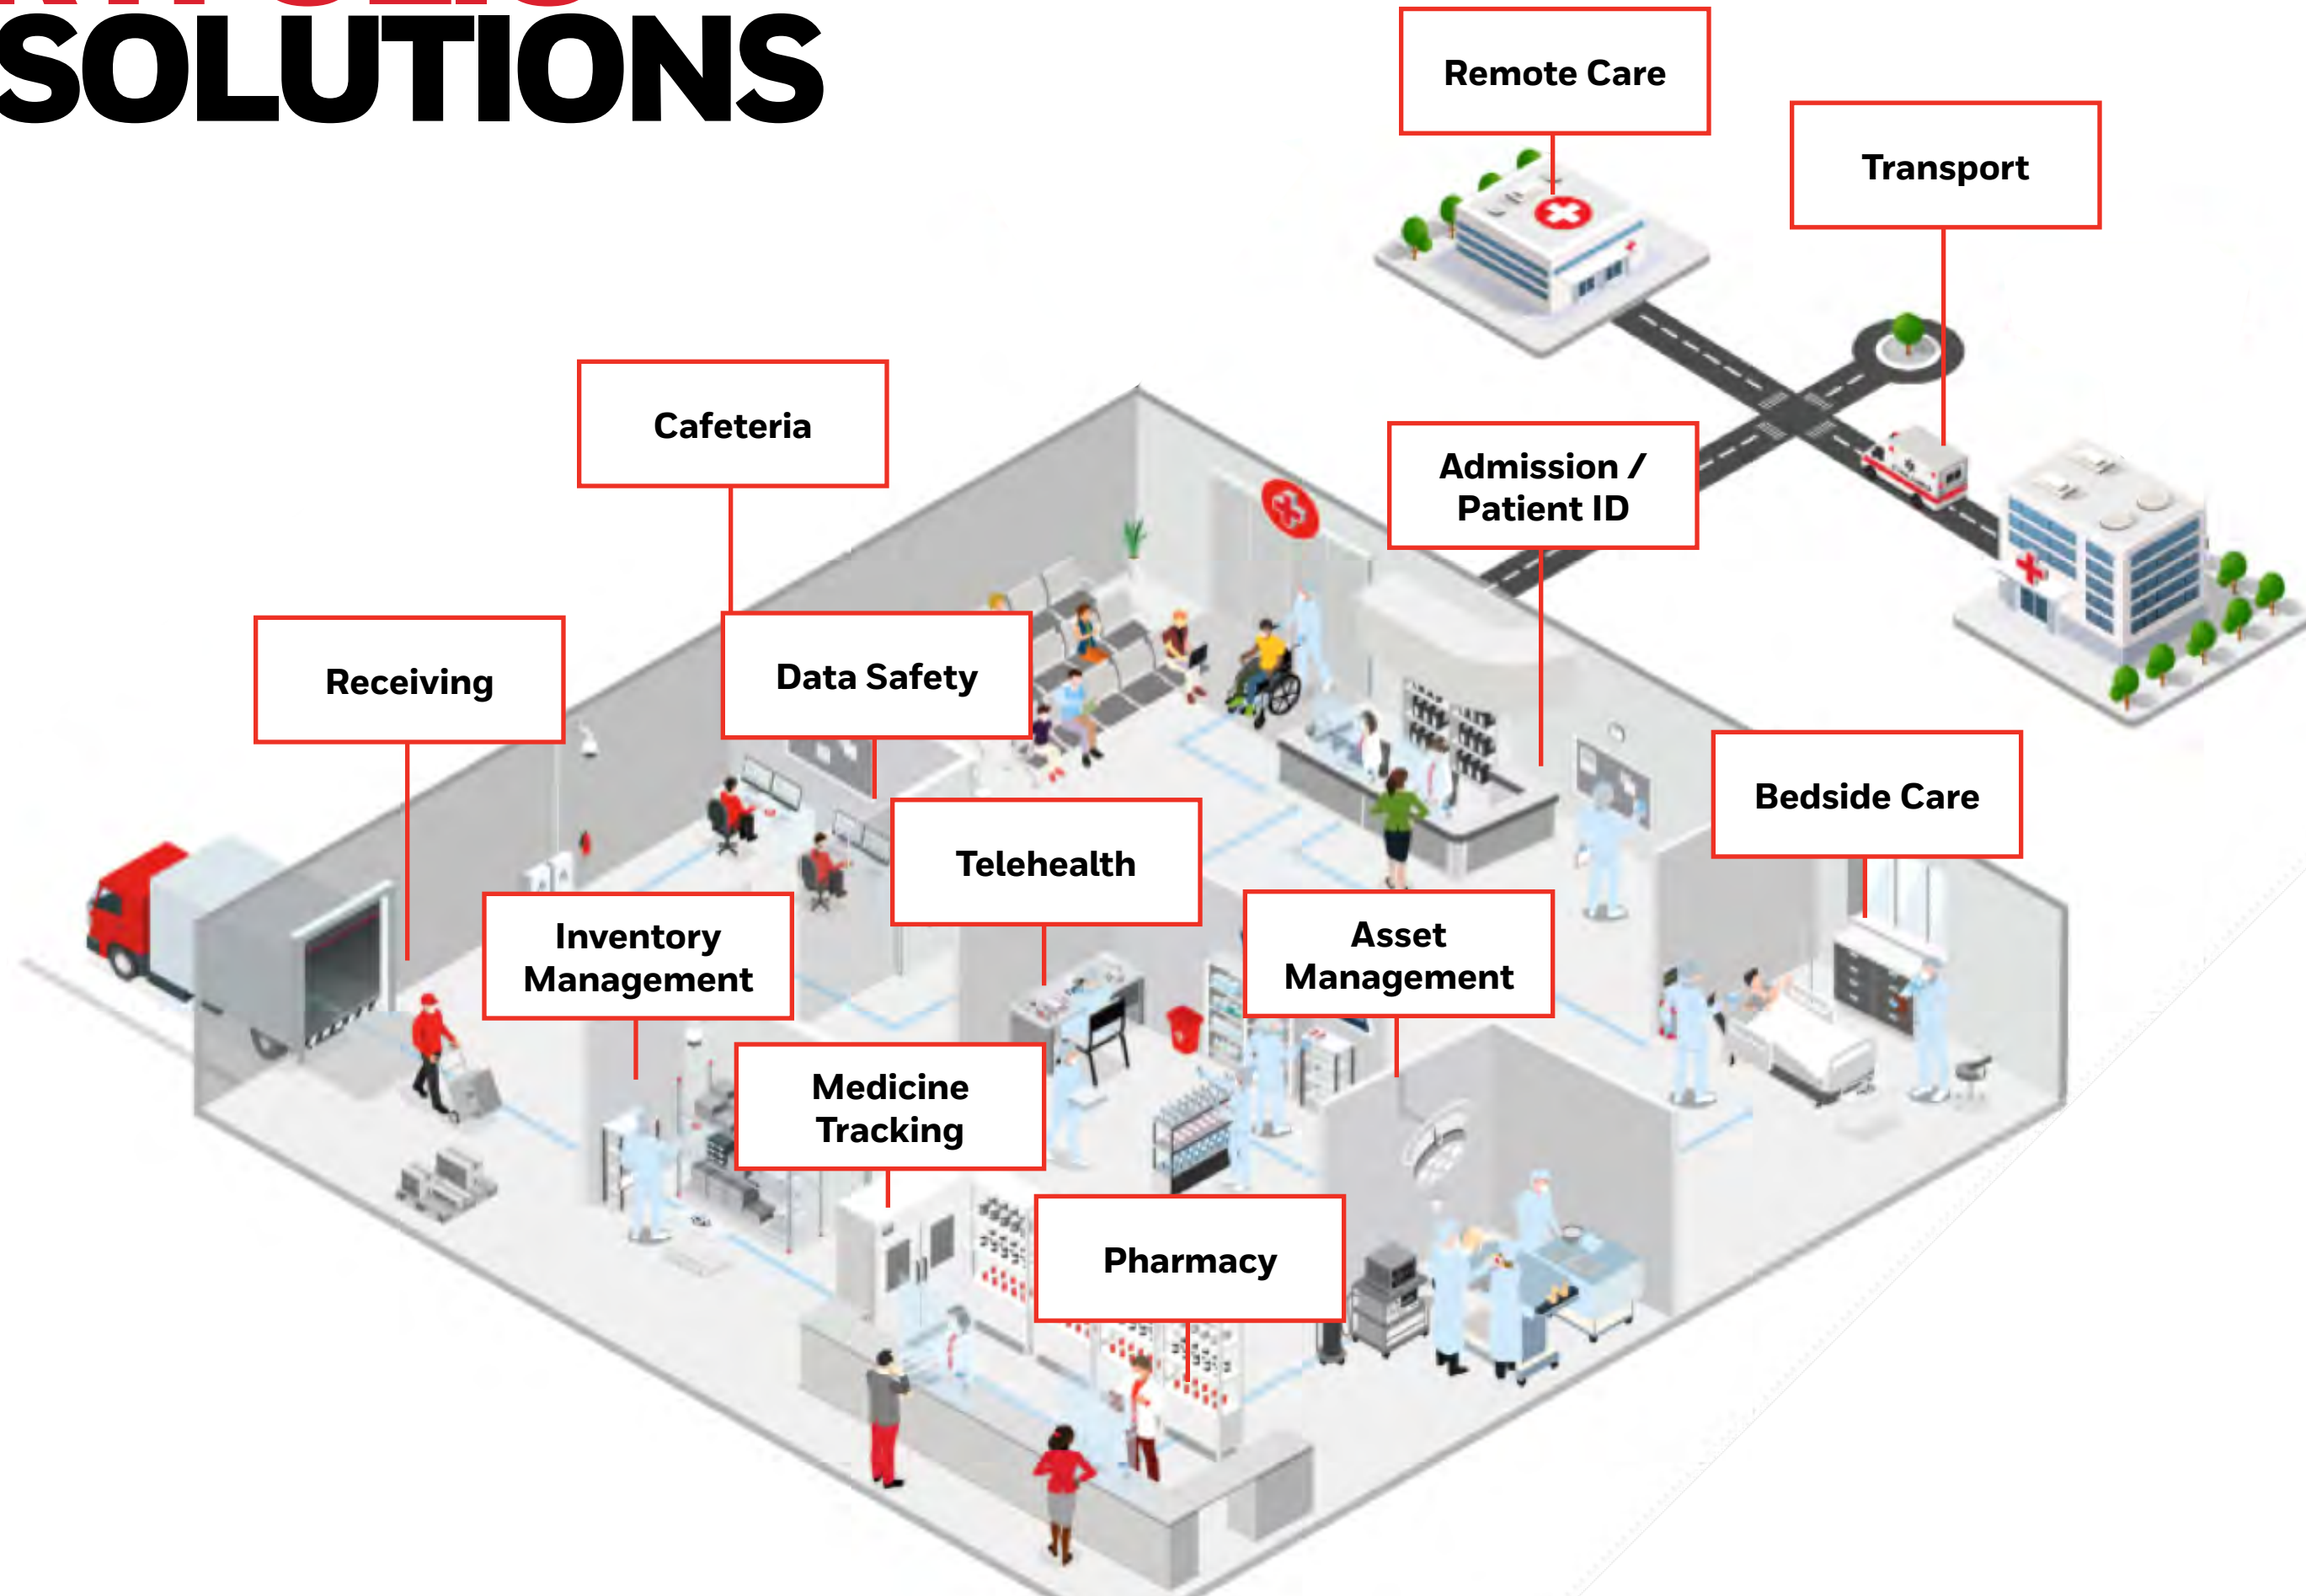 SOLUTIONS
Remote Care
Transport
Cafeteria
Admission /
Patient ID
Receiving
Data Safety
Bedside Care
Telehealth
Inventory
Management
Asset
Management
Medicine
Tracking
Pharmacy